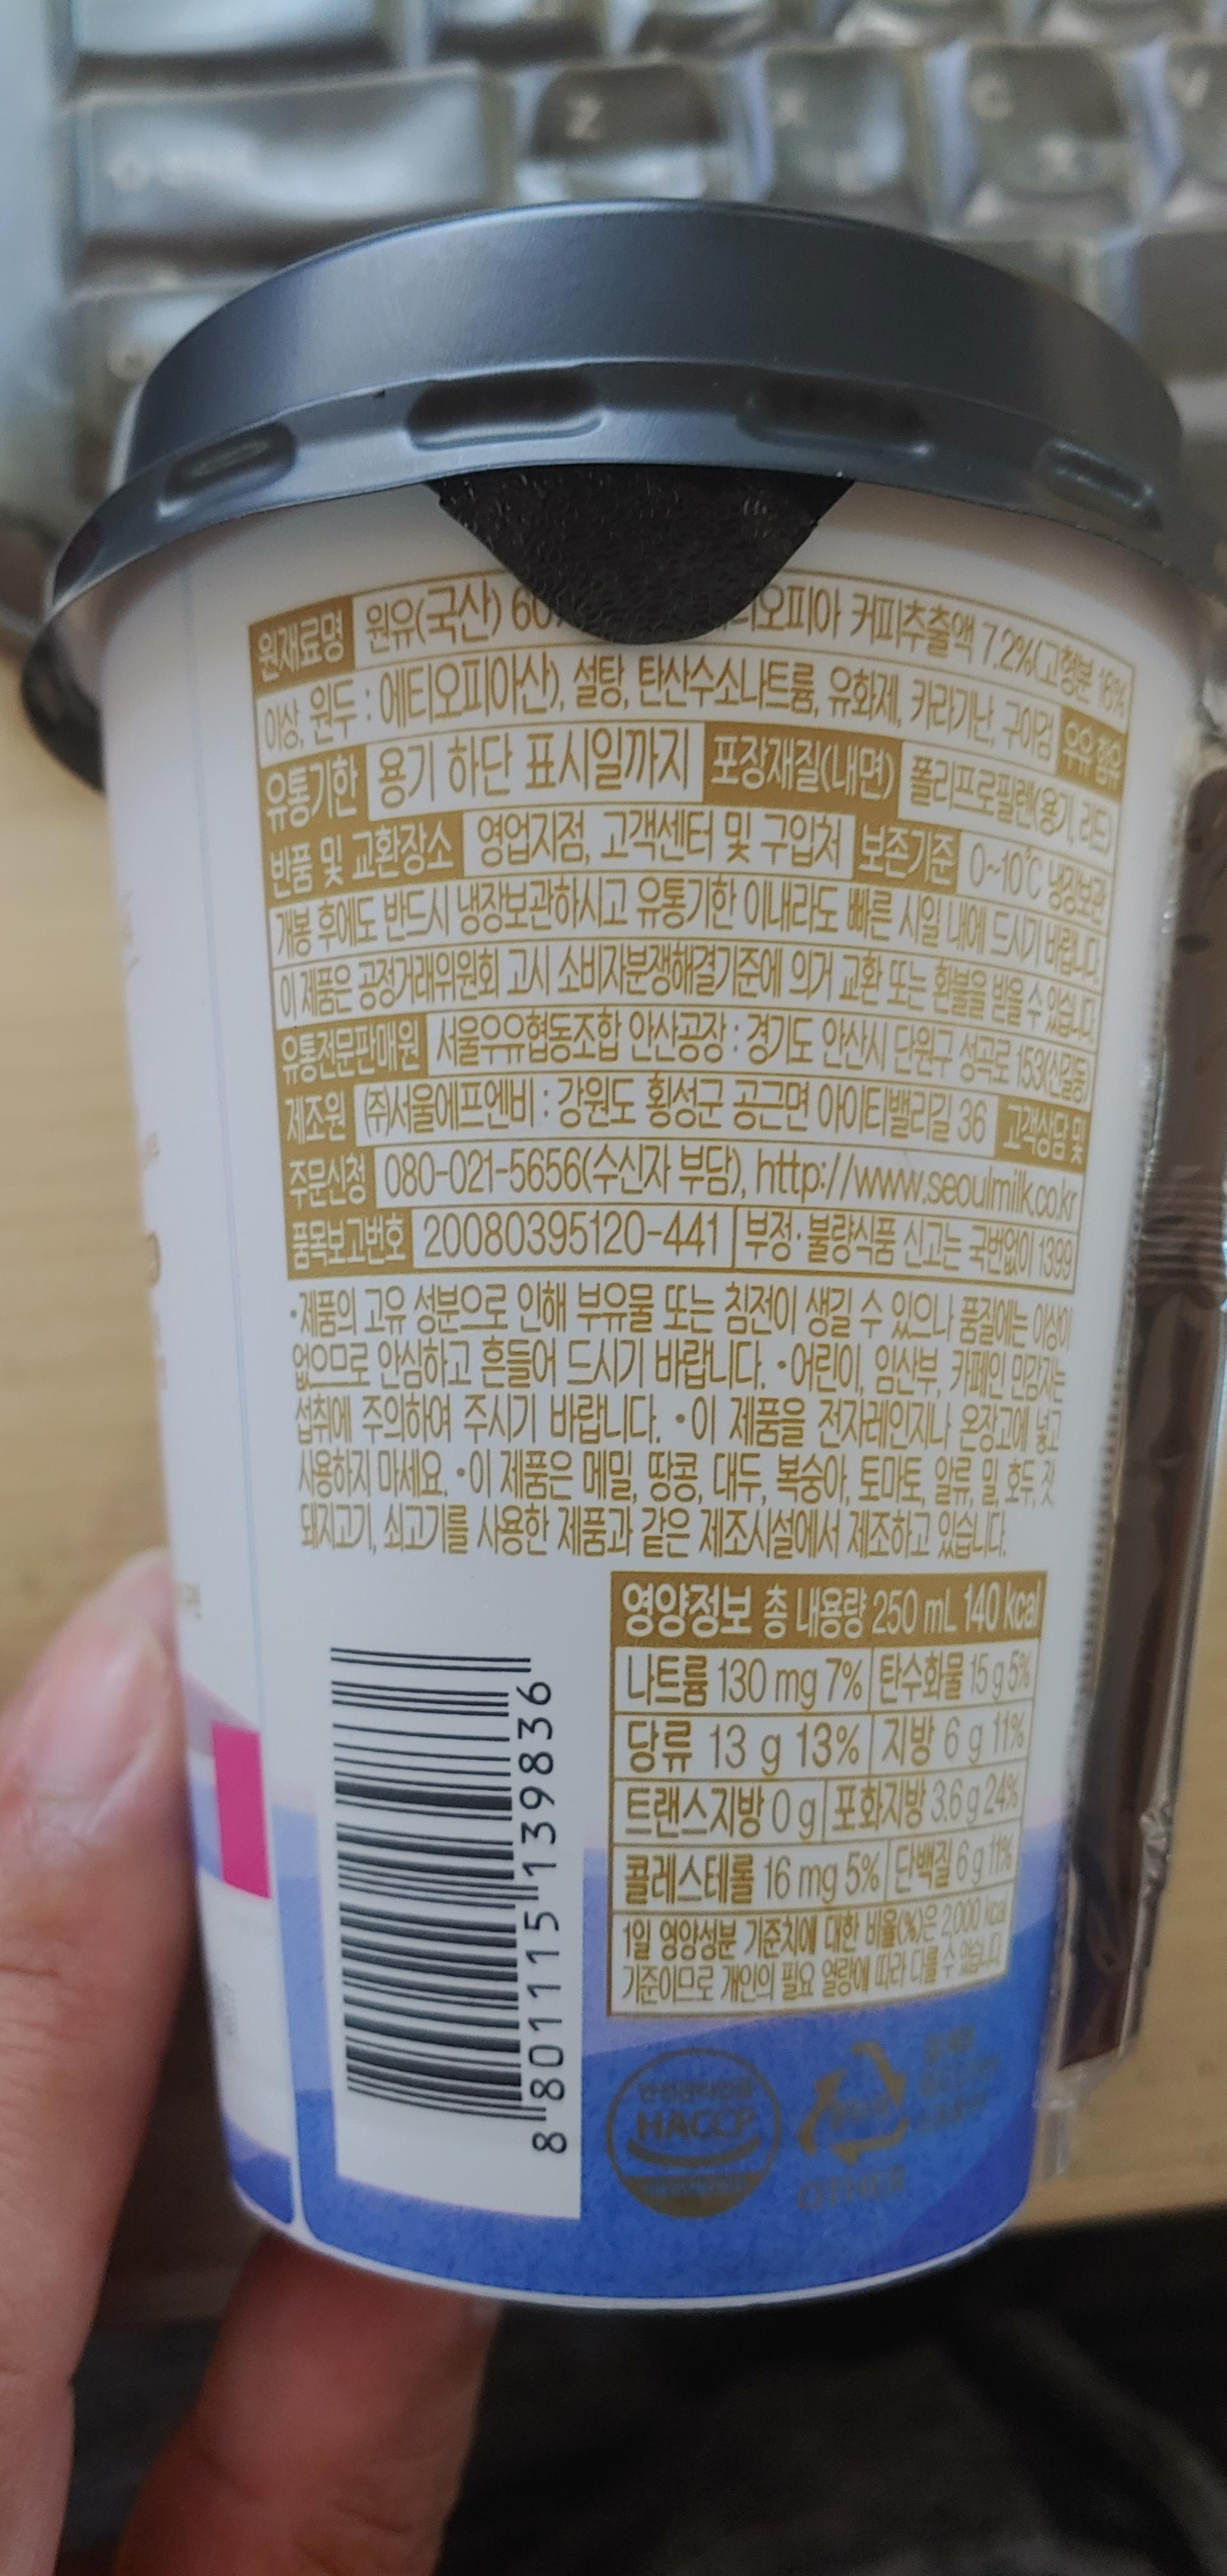 Z
X
C
V
원재료명 원유(국산) 60 오피아 커피추출액 7.2%(고형분 16%
이상, 원두 : 에티오피아산), 설탕, 탄산수소나트륨, 유화제, 카라기난, 구아검 우유 함유
유통기한 용기 하단 표시일까지 포장재질(내면) 폴리프로필렌(용기, 리드)
반품 및 교환장소 영업지점, 고객센터 및 구입처 보존기준 0~10℃ 냉장보관
개봉 후에도 반드시 냉장보관하시고 유통기한 이내라도 빠른 시일 내에 드시기 바랍니다.
이 제품은 공정거래위원회 고시 소비자분쟁해결기준에 의거 교환 또는 환불을 받을 수 있습니다.
유통전문판매원 서울우유협동조합 안산공장 : 경기도 안산시 단원구 성곡로 153(신길동)
제조원 (주)서울에프엔비 : 강원도 횡성군 공근면 아이티밸리길 36 고객상담 및
주문신청 080-021-5656(수신자 부담), http://www.seoulmilk.co.kr
품목보고번호 20080395120-441 부정·불량식품 신고는 국번없이 1399
•제품의 고유 성분으로 인해 부유물 또는 침전이 생길 수 있으나 품질에는 이상이
없으므로 안심하고 흔들어 드시기 바랍니다. •어린이, 임산부, 카페인 민감자는
섭취에 주의하여 주시기 바랍니다. •이 제품을 전자레인지나 온장고에 넣고
사용하지 마세요. •이 제품은 메밀, 땅콩, 대두, 복숭아, 토마토, 알류, 밀, 호두, 잣
돼지고기, 쇠고기를 사용한 제품과 같은 제조시설에서 제조하고 있습니다.
영양정보 총 내용량 250 mL 140 kcal
나트륨 130 mg 7% 탄수화물 15 g 5%
당류 13 g 13% 지방 6 g 11%
트랜스지방 0 g 포화지방 3.6 g 24%
콜레스테롤 16 mg 5% 단백질 6 g 11%
1일 영양성분 기준치에 대한 비율(%)은 2,000 kcal
기준이므로 개인의 필요 열량에 따라 다를 수 있습니다.
8 801115 139836
HACCP
OTHER